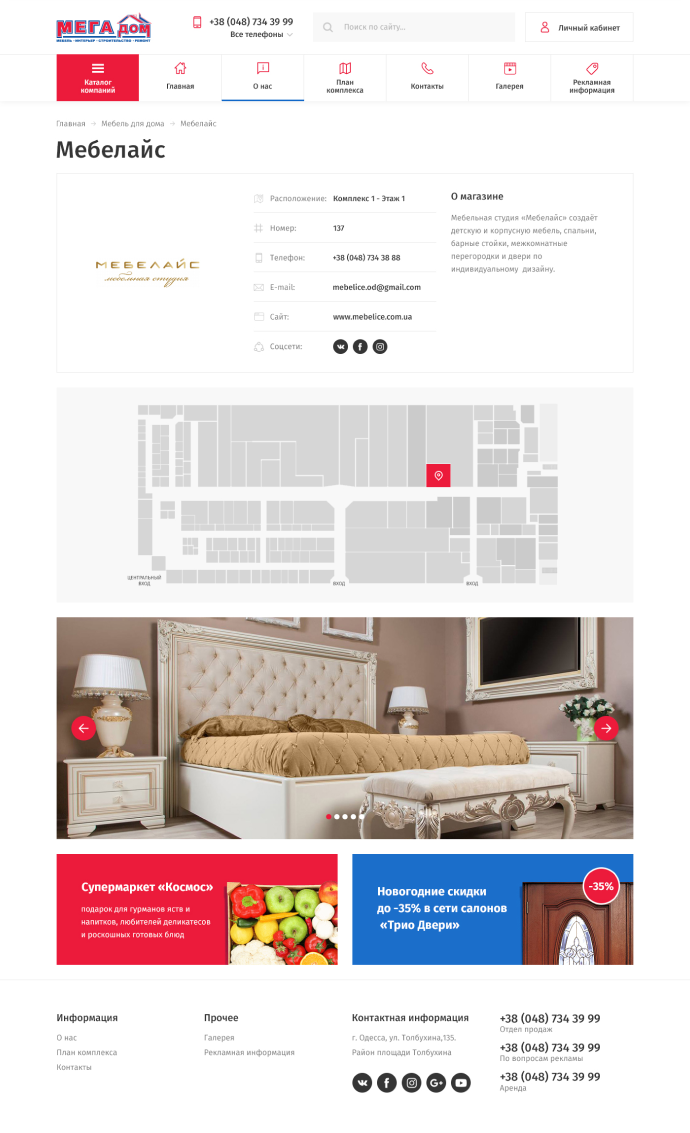 МЕГА ДОМ
МЕБЕЛЬ • ИНТЕРЬЕР • СТРОИТЕЛЬСТВО • РЕМОНТ
+38 (048) 734 39 99
Все телефоны
Поиск по сайту...
Личный кабинет
Каталог
компаний
Главная
О нас
План
комплекса
Контакты
Галерея
Рекламная
информация
Главная → Мебель для дома → Мебелайс
Мебелайс
МЕБЕЛАЙС
мебельная студия
Расположение: Комплекс 1 - Этаж 1
Номер: 137
Телефон: +38 (048) 734 38 88
E-mail: mebelice.od@gmail.com
Сайт: www.mebelice.com.ua
Соцсети:
О магазине
Мебельная студия «Мебелайс» создаёт
детскую и корпусную мебель, спальни,
барные стойки, межкомнатные
перегородки и двери по
индивидуальному дизайну.
ЦЕНТРАЛЬНЫЙ
ВХОД
ВХОД
ВХОД
Супермаркет «Космос»
подарок для гурманов яств и
напитков, любителей деликатесов
и роскошных готовых блюд
Новогодние скидки
до -35% в сети салонов
«Трио Двери»
-35%
Информация
О нас
План комплекса
Контакты
Прочее
Галерея
Рекламная информация
Контактная информация
г. Одесса, ул. Толбухина,135.
Район площади Толбухина
G+
+38 (048) 734 39 99
Отдел продаж
+38 (048) 734 39 99
По вопросам рекламы
+38 (048) 734 39 99
Аренда